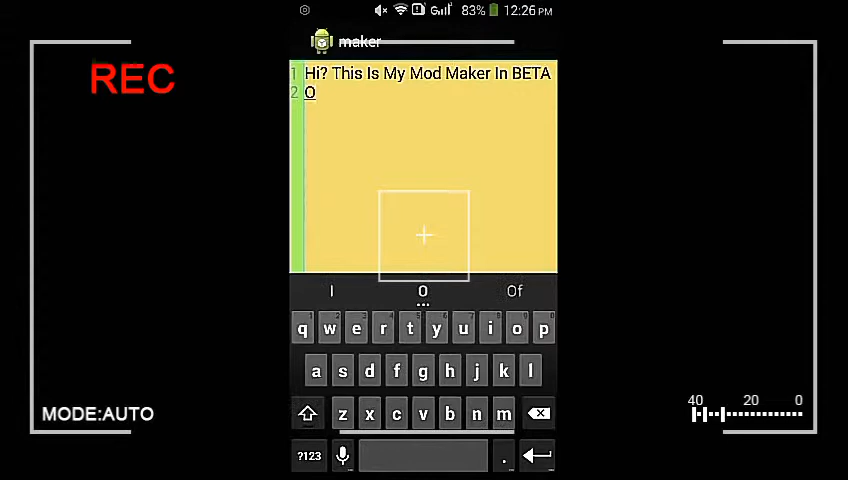 83% 12:26 PM
maker
REC
1 Hi? This Is My Mod Maker In BETA
2 O
I O Of
q w e r t y u i o p
a s d f g h j k l
z x c v b n m
?123 .
MODE:AUTO
40 20 0